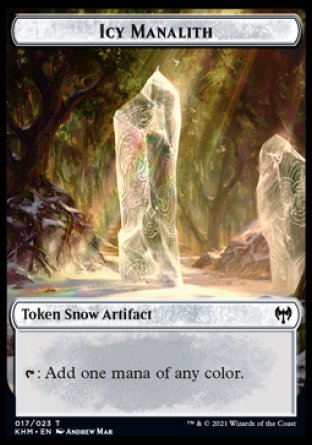 Icy Manalith
Token Snow Artifact
: Add one mana of any color.
017/023 T
KHM • EN Andrew Mar
™ & © 2021 Wizards of the Coast